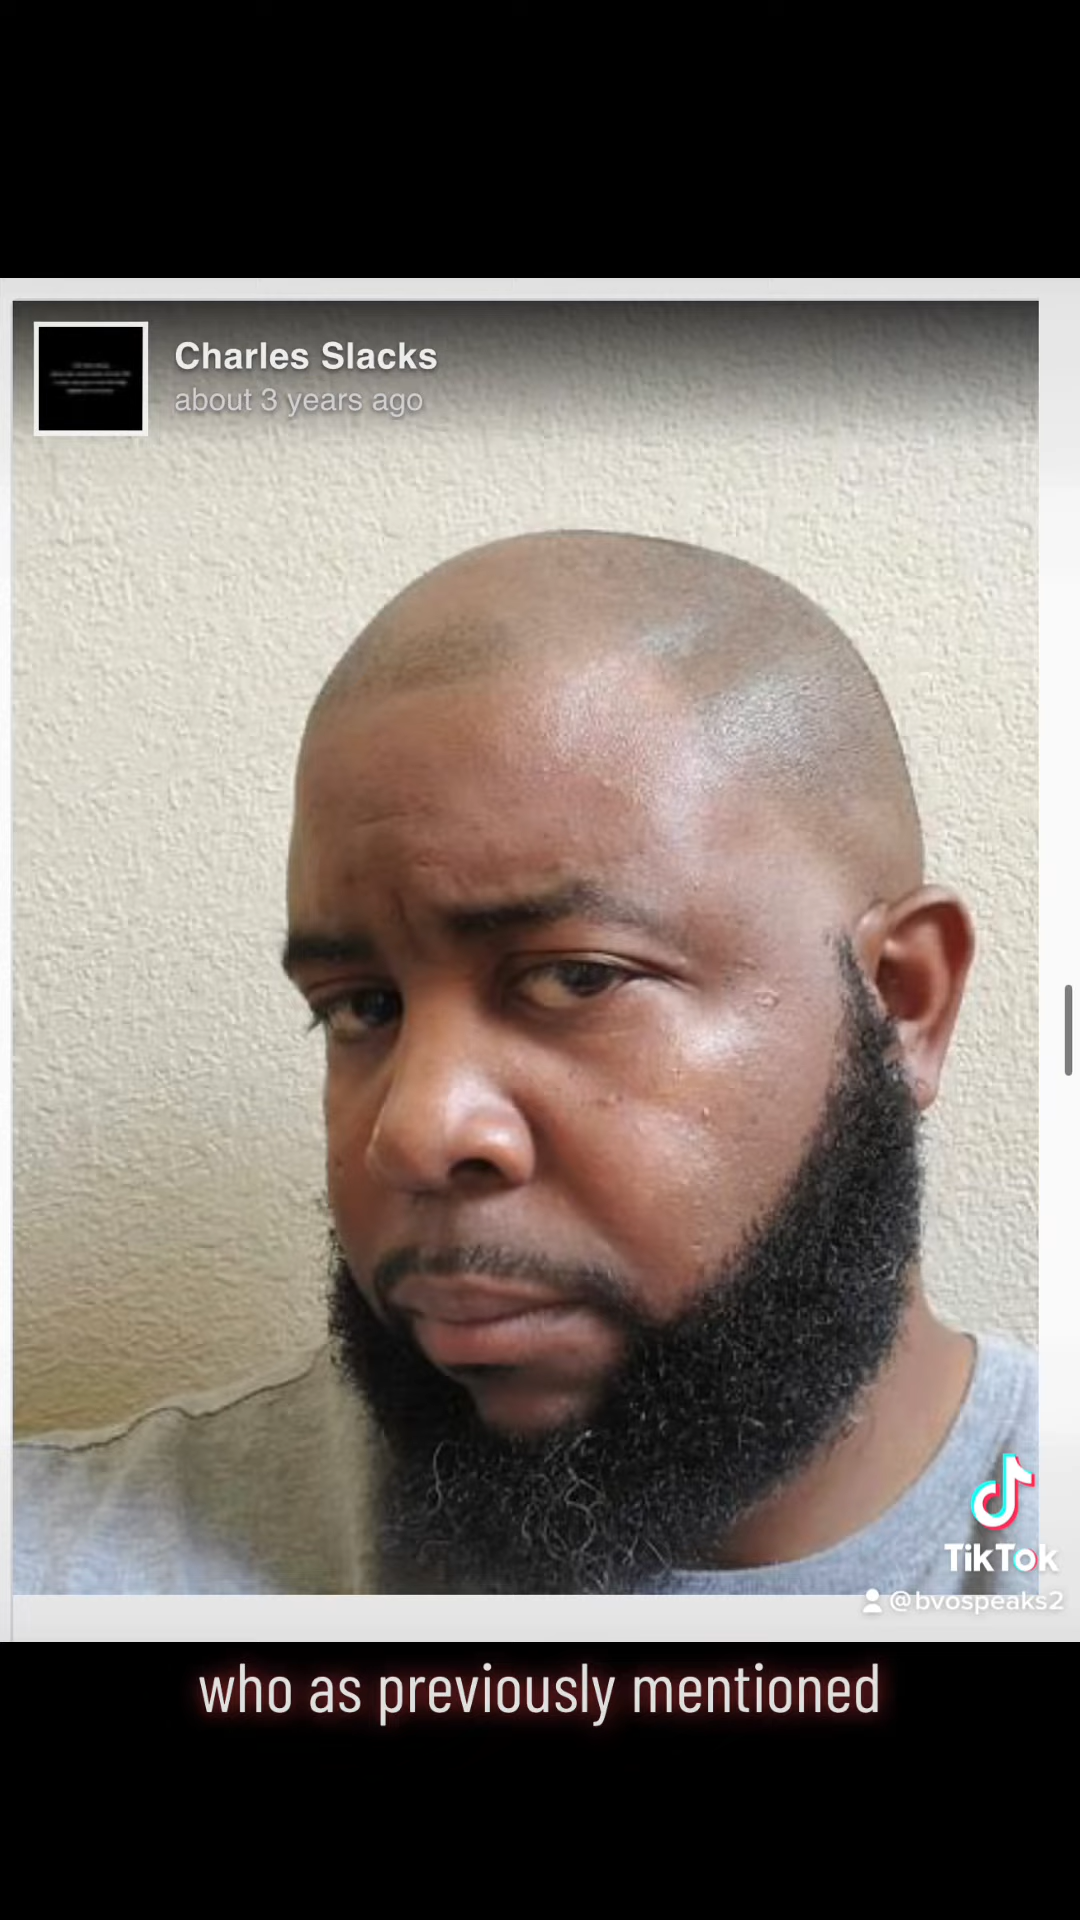 Charles Slacks
about 3 years ago
TikTok
@bvospeaks2
who as previously mentioned